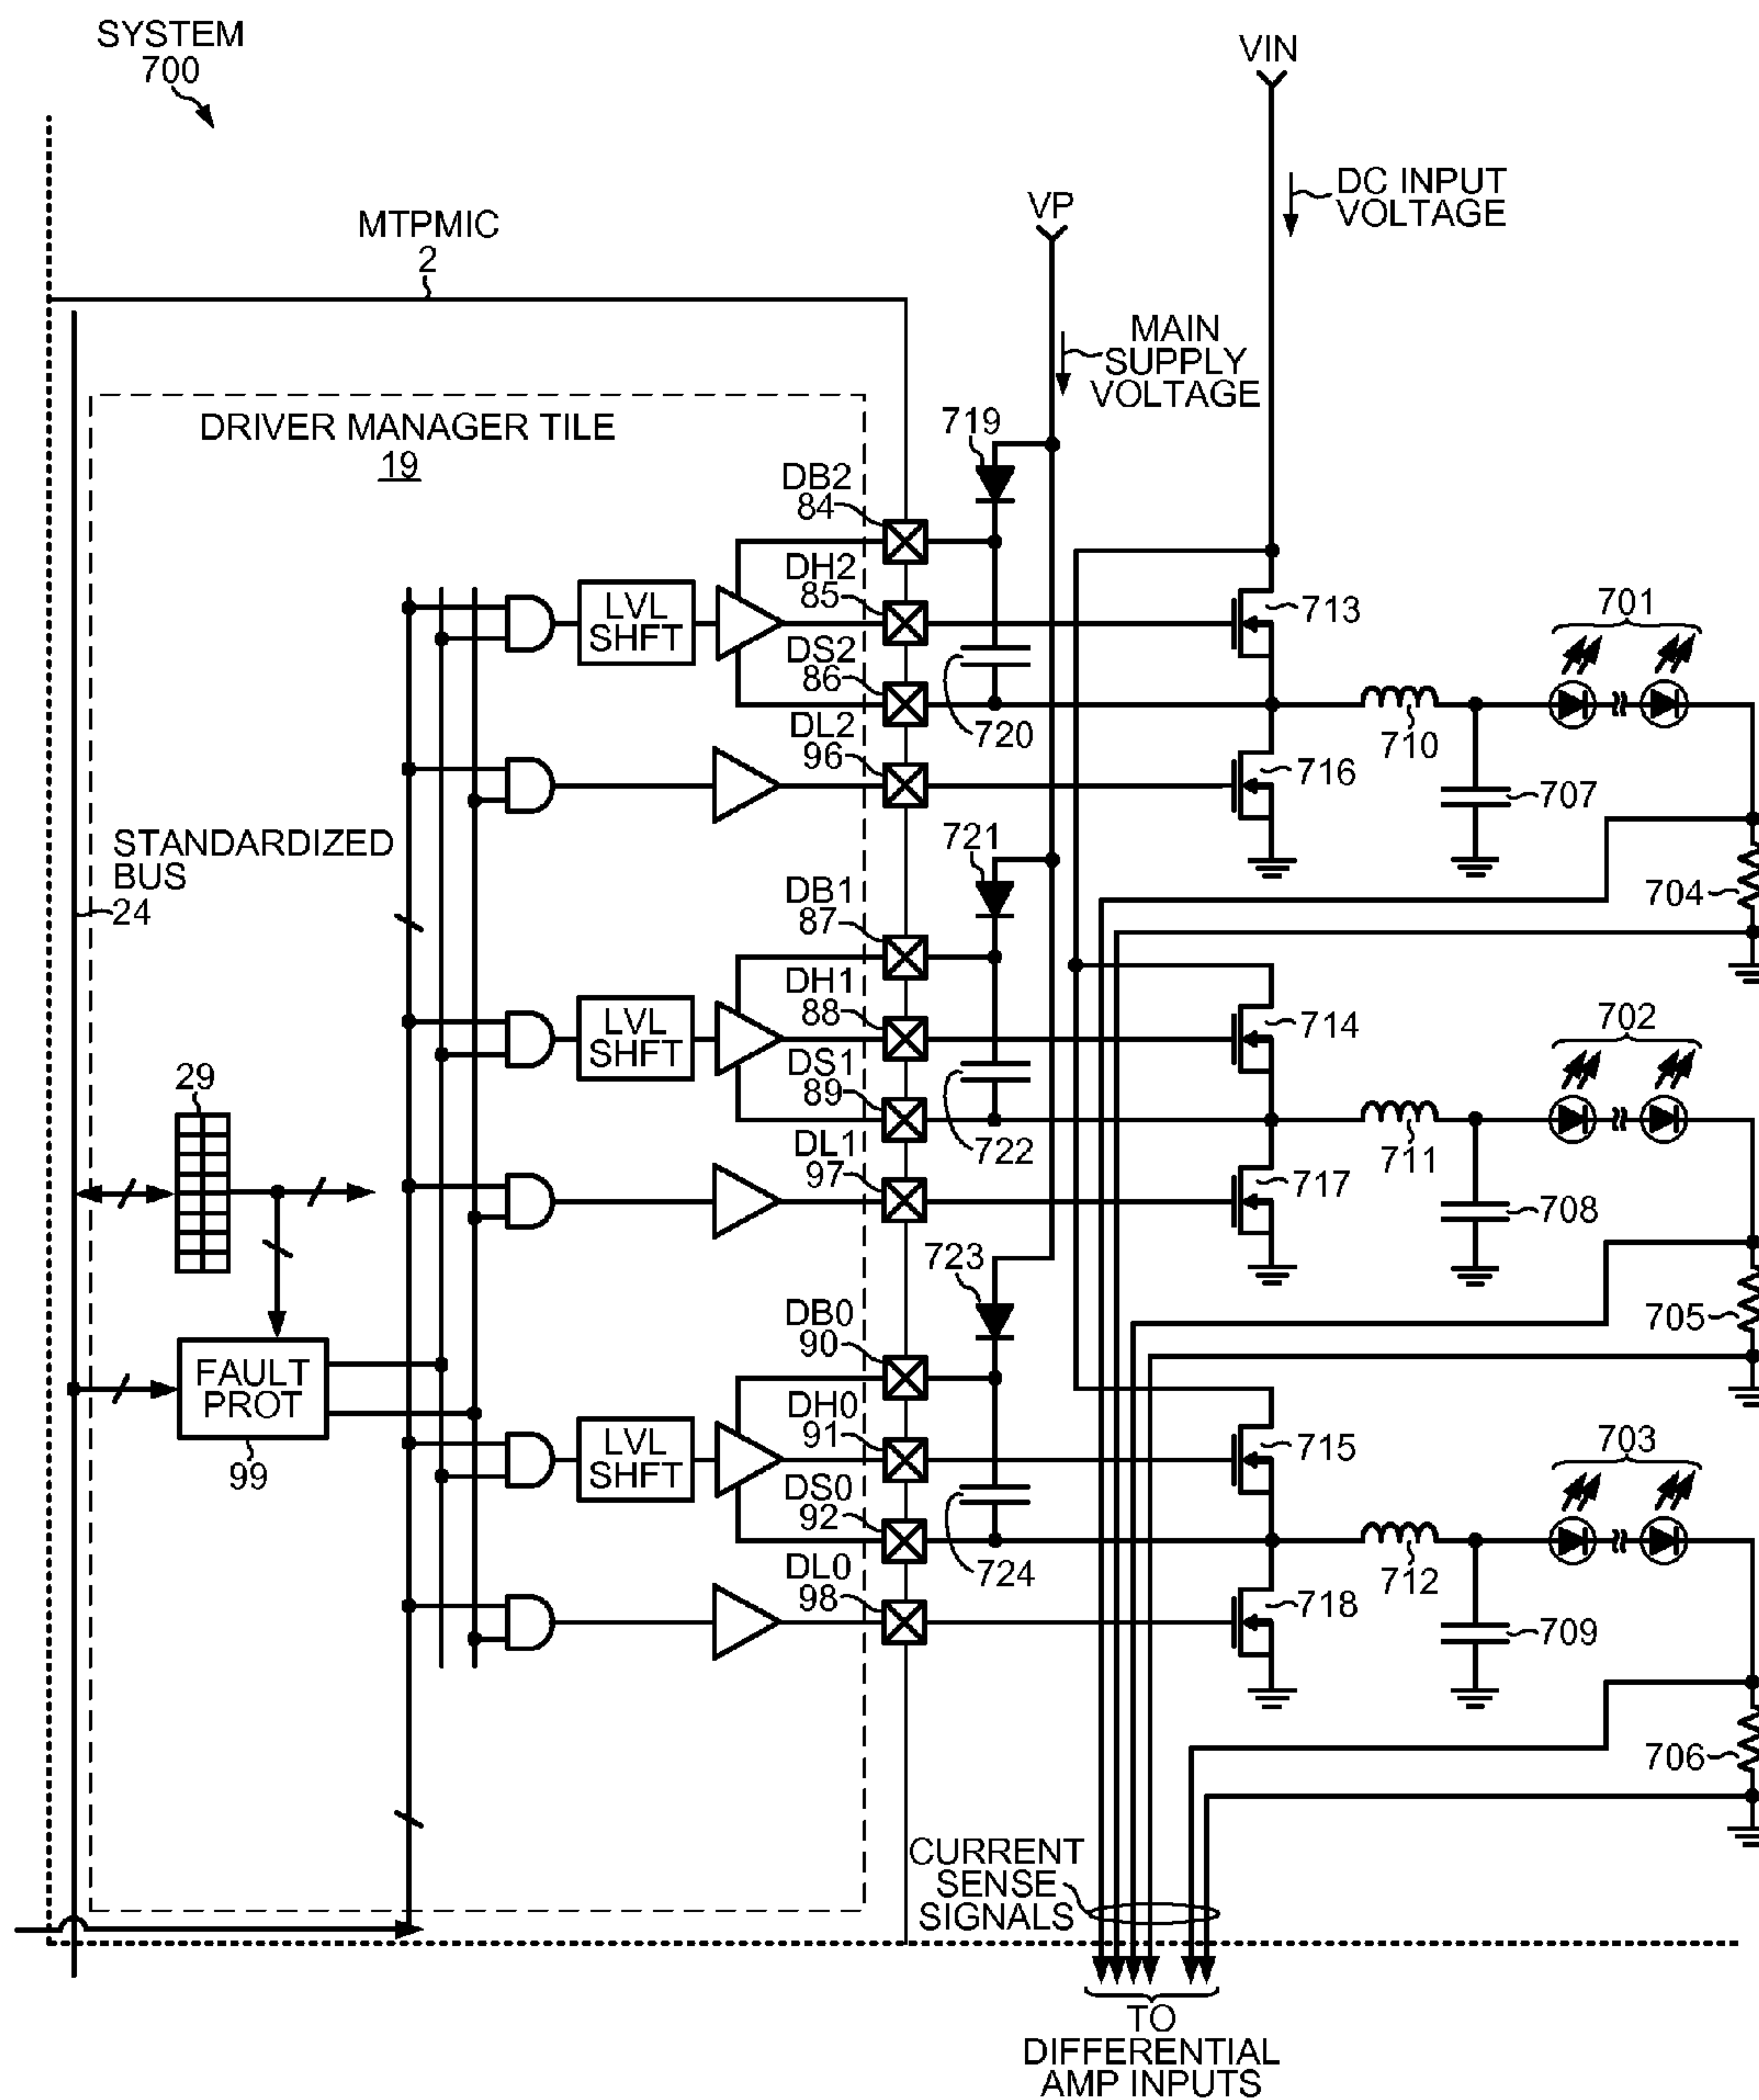 SYSTEM
700
VIN
DC INPUT
VOLTAGE
VP
MTPMIC
2
MAIN
SUPPLY
VOLTAGE
DRIVER MANAGER TILE
19
719
DB2
84
DH2
85
LVL
SHFT
713
701
DS2
86
720
710
DL2
96
716
707
STANDARDIZED
BUS
24
721
704
DB1
87
DH1
88
LVL
SHFT
714
702
29
DS1
89
722
711
DL1
97
717
708
723
705
DB0
90
FAULT
PROT
99
DH0
91
LVL
SHFT
715
703
DS0
92
724
712
DL0
98
718
709
706
CURRENT
SENSE
SIGNALS
TO
DIFFERENTIAL
AMP INPUTS